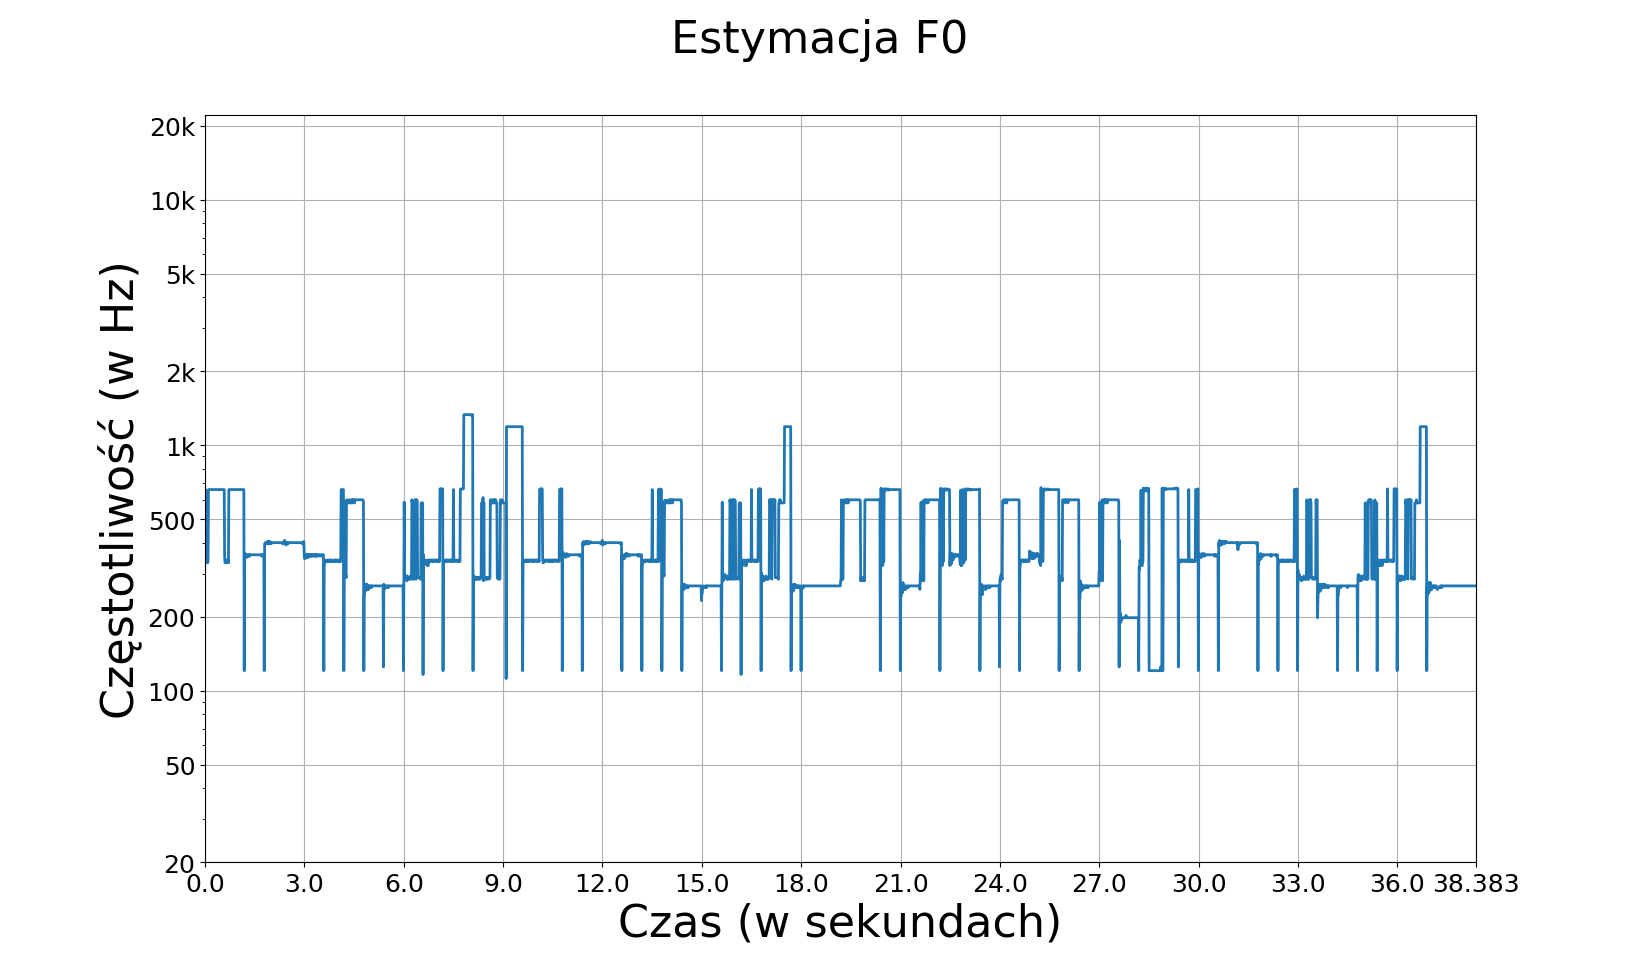 Estymacja F0
Częstotliwość (w Hz)
20k
10k
5k
2k
1k
500
200
100
50
20
0.0 3.0 6.0 9.0 12.0 15.0 18.0 21.0 24.0 27.0 30.0 33.0 36.0 38.383
Czas (w sekundach)